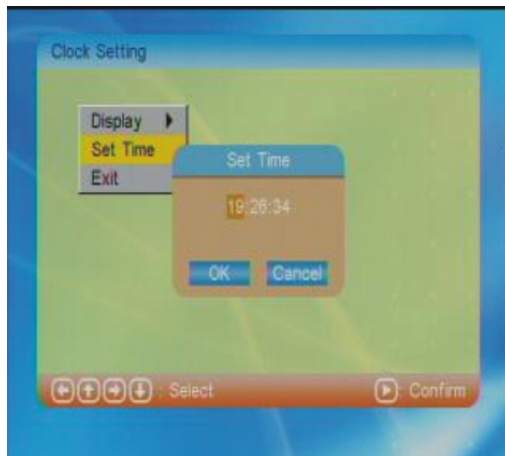 Clock Setting
Display
Set Time
Exit
Set Time
19:26:34
OK Cancel
: Select : Confirm